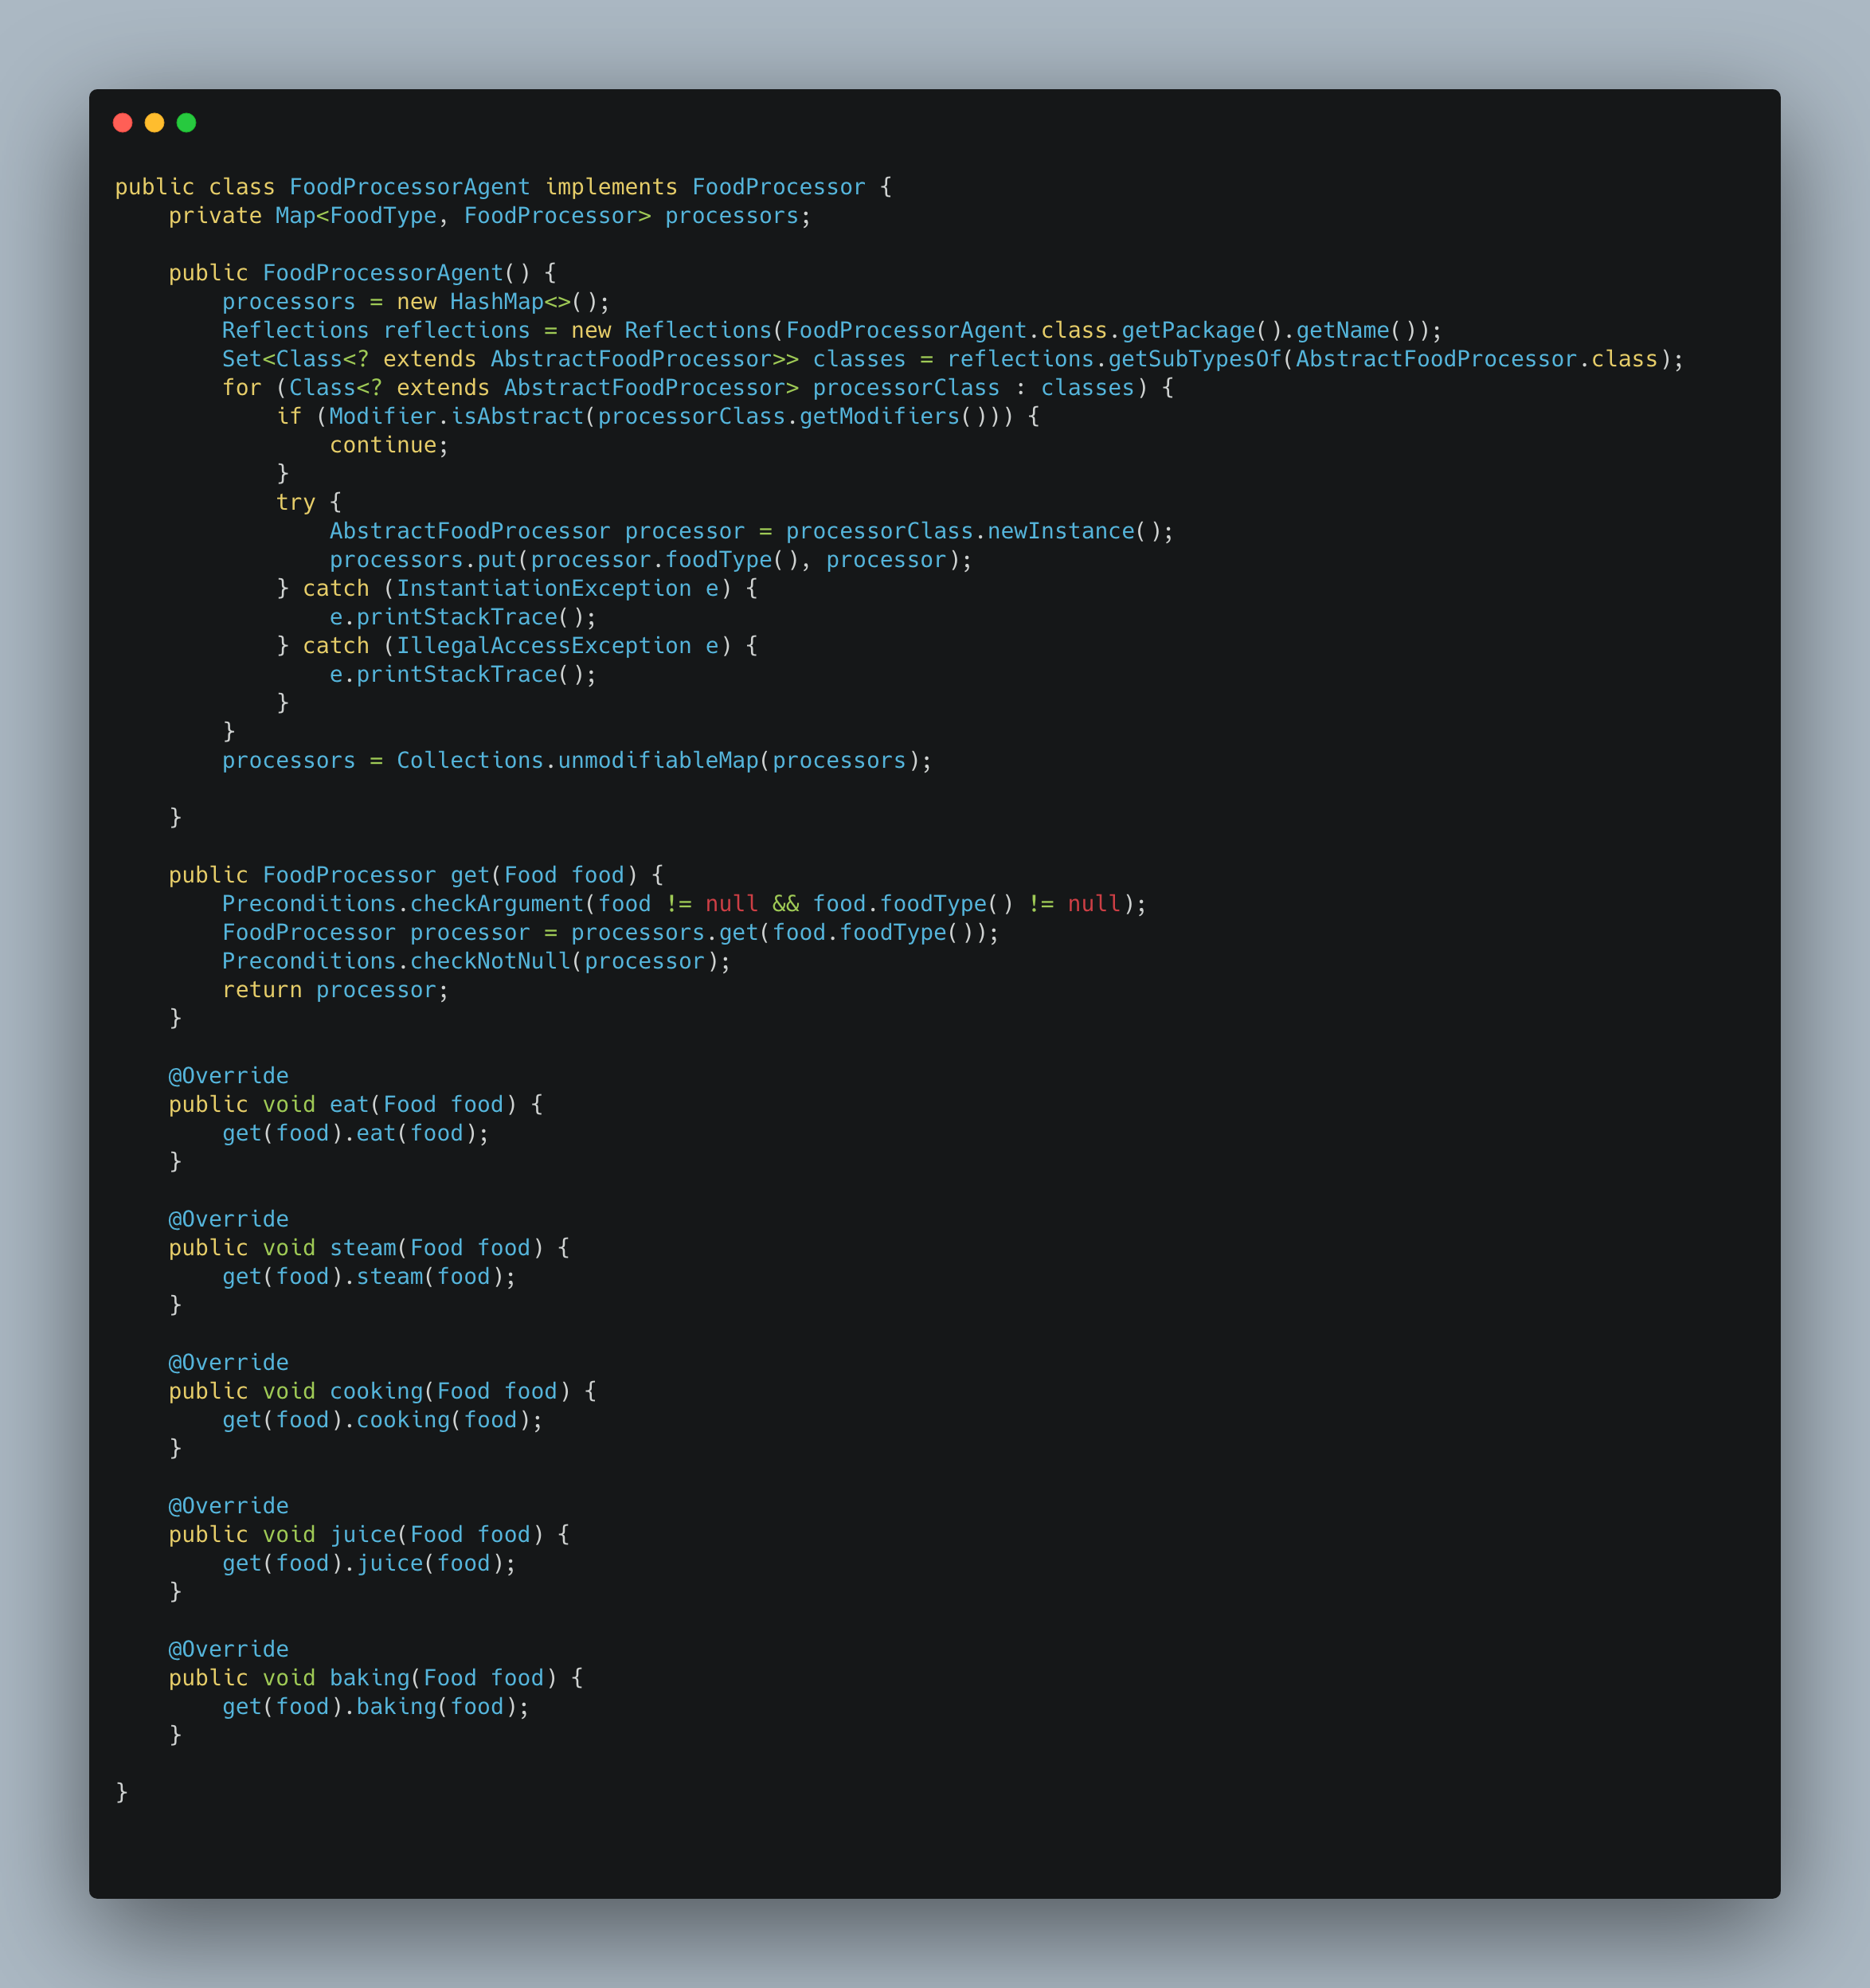 public class FoodProcessorAgent implements FoodProcessor {
    private Map<FoodType, FoodProcessor> processors;

    public FoodProcessorAgent() {
        processors = new HashMap<>();
        Reflections reflections = new Reflections(FoodProcessorAgent.class.getPackage().getName());
        Set<Class<? extends AbstractFoodProcessor>> classes = reflections.getSubTypesOf(AbstractFoodProcessor.class);
        for (Class<? extends AbstractFoodProcessor> processorClass : classes) {
            if (Modifier.isAbstract(processorClass.getModifiers())) {
                continue;
            }
            try {
                AbstractFoodProcessor processor = processorClass.newInstance();
                processors.put(processor.foodType(), processor);
            } catch (InstantiationException e) {
                e.printStackTrace();
            } catch (IllegalAccessException e) {
                e.printStackTrace();
            }
        }
        processors = Collections.unmodifiableMap(processors);

    }

    public FoodProcessor get(Food food) {
        Preconditions.checkArgument(food != null && food.foodType() != null);
        FoodProcessor processor = processors.get(food.foodType());
        Preconditions.checkNotNull(processor);
        return processor;
    }

    @Override
    public void eat(Food food) {
        get(food).eat(food);
    }

    @Override
    public void steam(Food food) {
        get(food).steam(food);
    }

    @Override
    public void cooking(Food food) {
        get(food).cooking(food);
    }

    @Override
    public void juice(Food food) {
        get(food).juice(food);
    }

    @Override
    public void baking(Food food) {
        get(food).baking(food);
    }

}